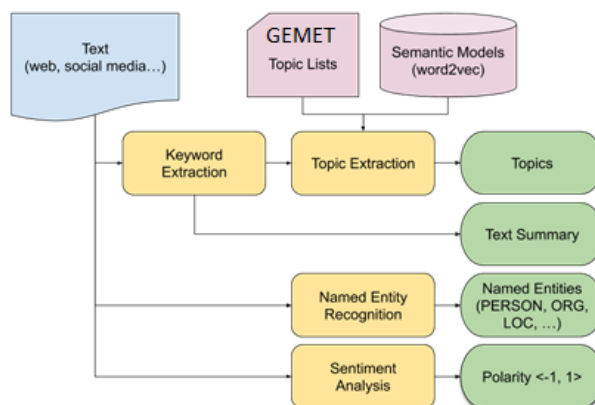 Text
(web, social media…)
GEMET
Topic Lists
Semantic Models
(word2vec)
Keyword
Extraction
Topic Extraction
Topics
Text Summary
Named Entity
Recognition
Named Entities
(PERSON, ORG,
LOC, …)
Sentiment
Analysis
Polarity <-1, 1>